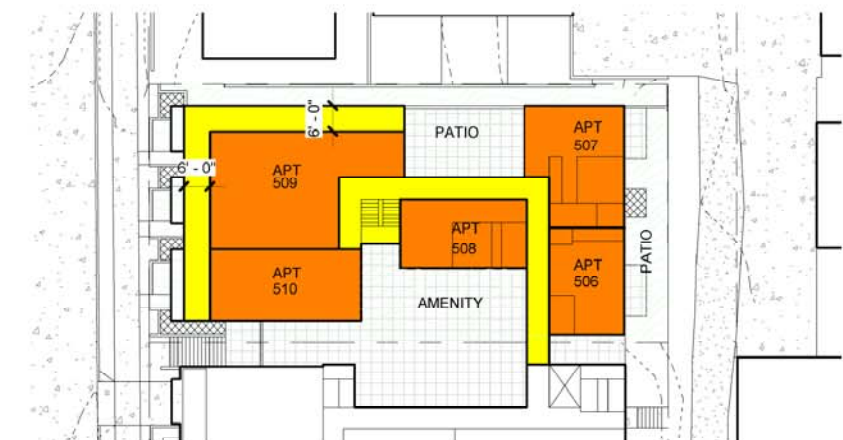 6' - 0"
PATIO
APT
507
6' - 0"
APT
509
APT
508
PATIO
APT
506
APT
510
AMENITY